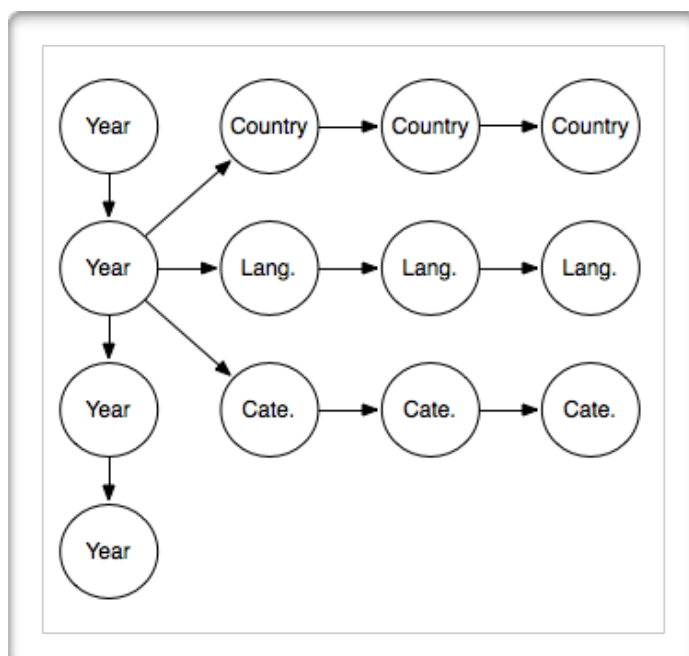 Year Country Country Country
Year Lang. Lang. Lang.
Year Cate. Cate. Cate.
Year